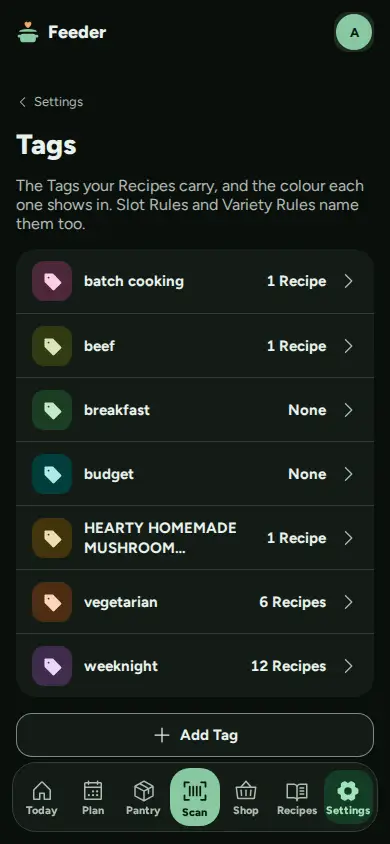 Feeder
A
Settings
Tags
The Tags your Recipes carry, and the colour each
one shows in. Slot Rules and Variety Rules name
them too.
batch cooking 1 Recipe
beef 1 Recipe
breakfast None
budget None
HEARTY HOMEMADE
MUSHROOM... 1 Recipe
vegetarian 6 Recipes
weeknight 12 Recipes
Add Tag
Today Plan Pantry Scan Shop Recipes Settings